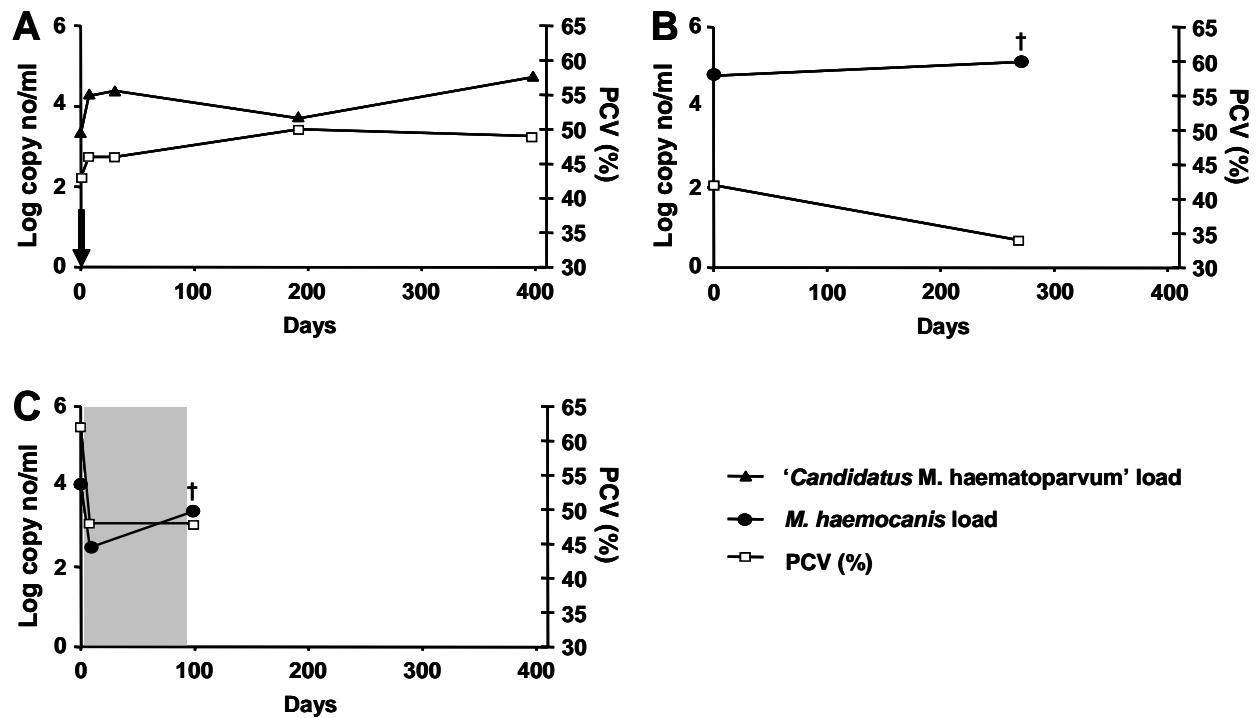 A
Log copy no/ml
6
4
2
0
65
60
55
50
45
40
35
30
PCV (%)
0 100 200 300 400
Days
B
†
Log copy no/ml
6
4
2
0
65
60
55
50
45
40
35
30
PCV (%)
0 100 200 300 400
Days
C
†
Log copy no/ml
6
4
2
0
65
60
55
50
45
40
35
30
PCV (%)
0 100 200 300 400
Days
‘Candidatus M. haematoparvum’ load
M. haemocanis load
PCV (%)